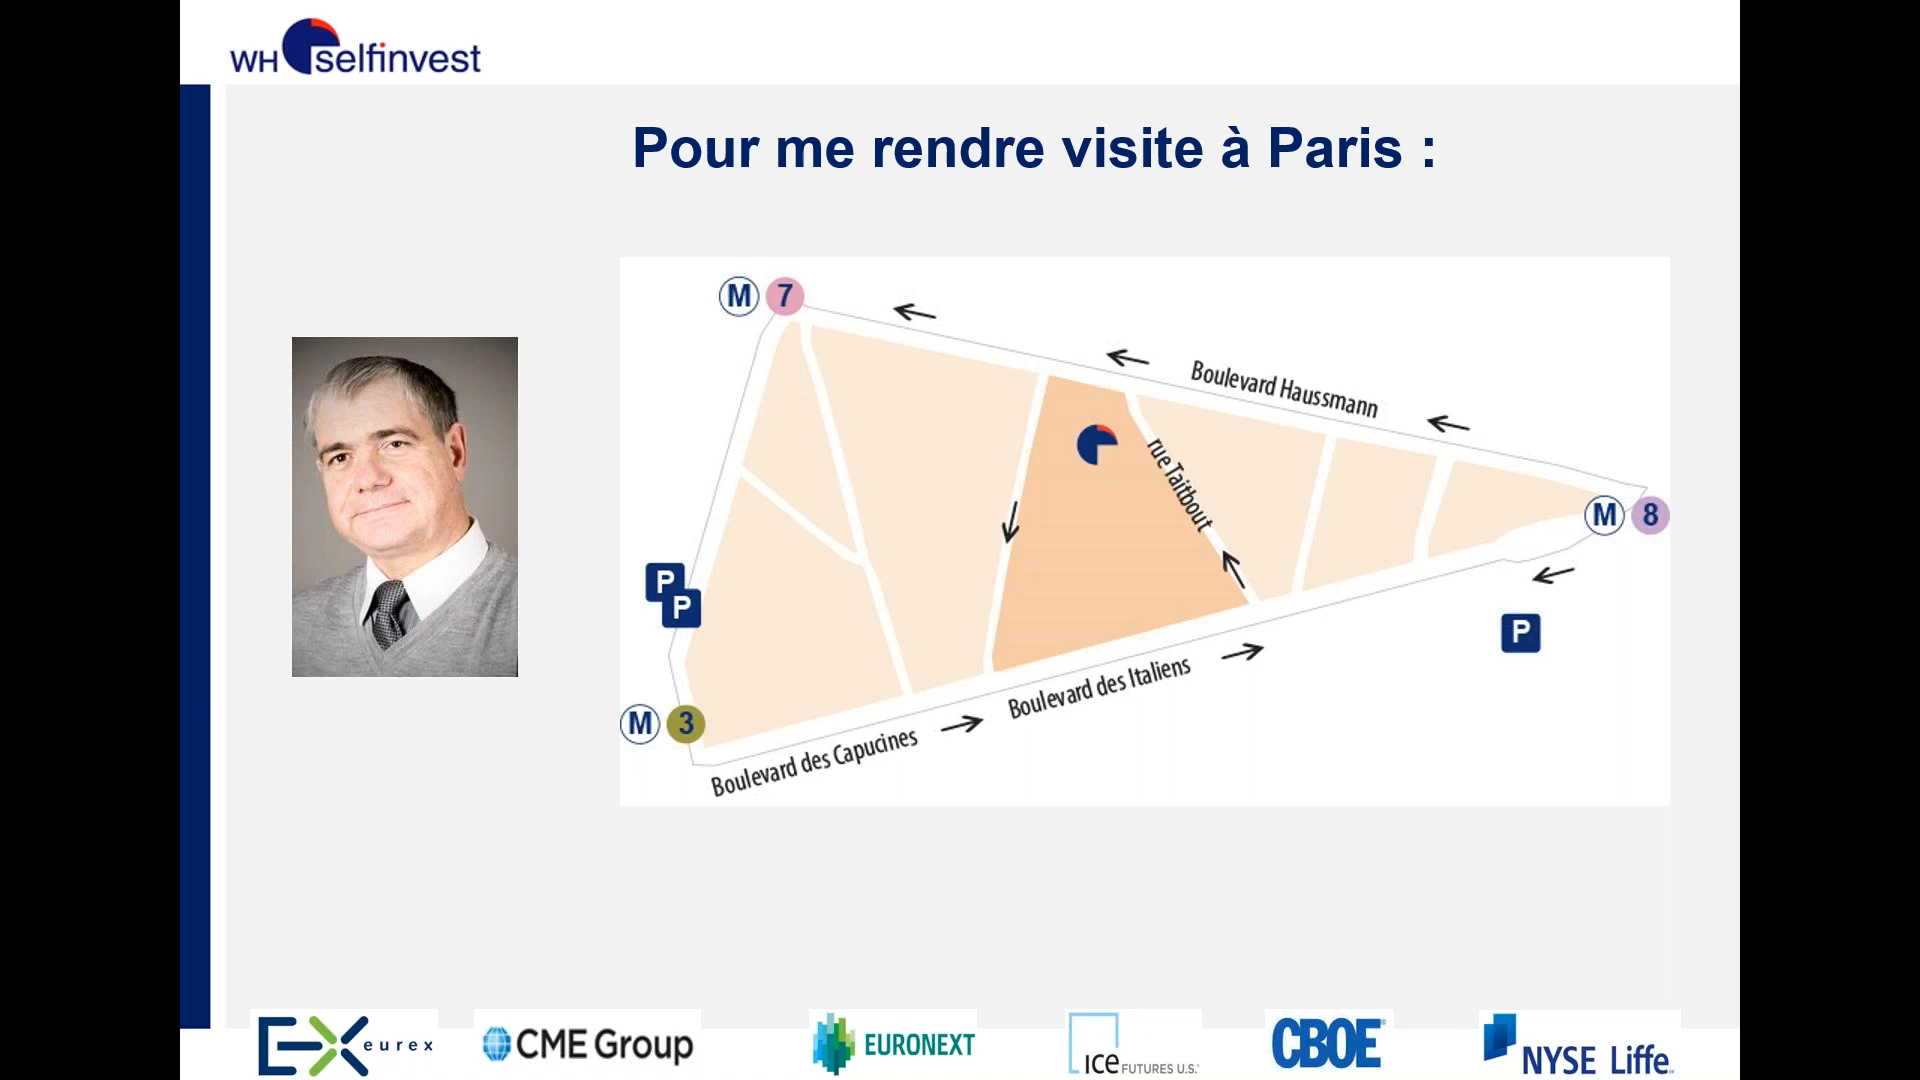 WH selfinvest
Pour me rendre visite à Paris :
M 7
Boulevard Haussmann
rue Taitbout
M 8
P
P
P
Boulevard des Italiens
M 3
Boulevard des Capucines
eurex
CME Group
EURONEXT
ICE FUTURES U.S.
CBOE
NYSE Liffe